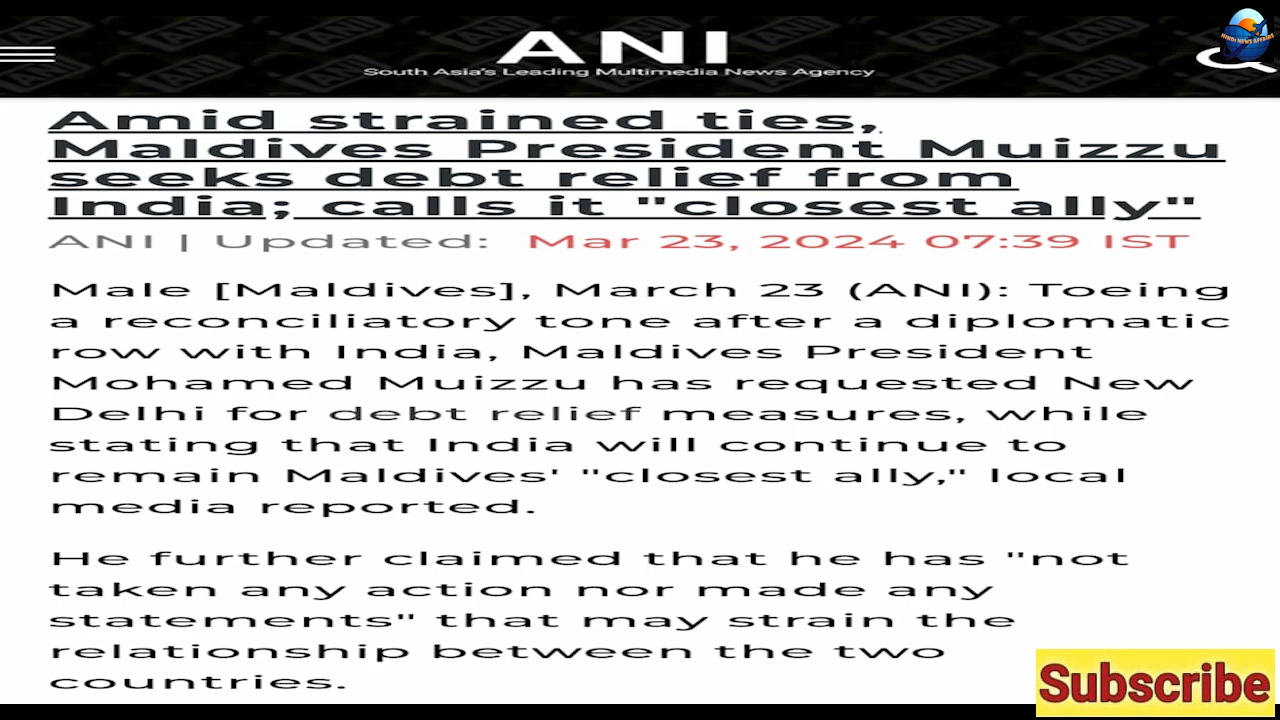 ANI
South Asia's Leading Multimedia News Agency
HINDI NEWS AFFAIRS
Amid strained ties,
Maldives President Muizzu
seeks debt relief from
India; calls it "closest ally"
ANI | Updated: Mar 23, 2024 07:39 IST
Male [Maldives], March 23 (ANI): Toeing
a reconciliatory tone after a diplomatic
row with India, Maldives President
Mohamed Muizzu has requested New
Delhi for debt relief measures, while
stating that India will continue to
remain Maldives' "closest ally," local
media reported.
He further claimed that he has "not
taken any action nor made any
statements" that may strain the
relationship between the two
countries.
Subscribe